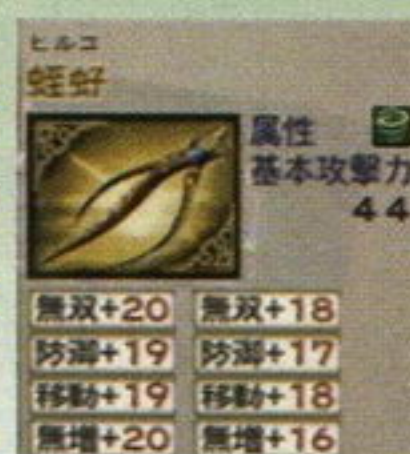 ヒルコ
蛭蚜
属性
基本攻撃力
44
無双+20 無双+18
防御+19 防御+17
移動+19 移動+18
無増+20 無増+16